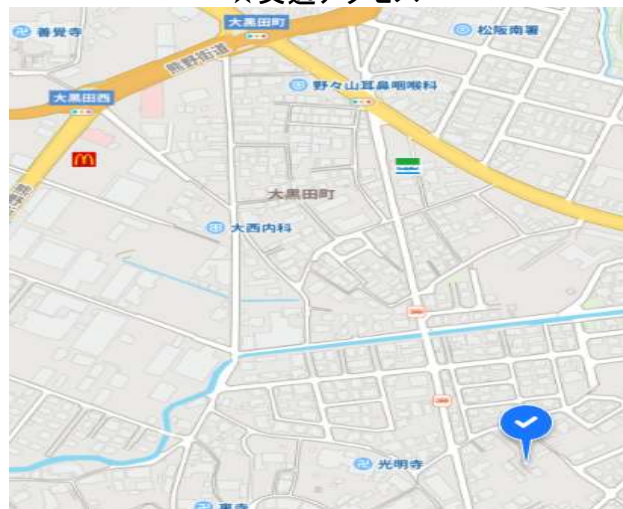 ☆交通アクセス
善覚寺
大黒田町
松阪南署
熊野街道
野々山耳鼻咽喉科
大黒田西
FamilyMart
大黒田町
大西内科
光明寺